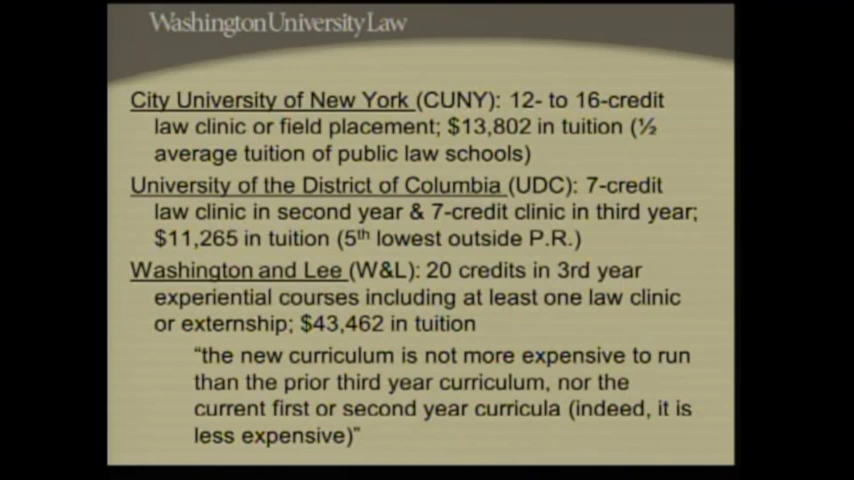 Washington University Law
City University of New York (CUNY): 12- to 16-credit
law clinic or field placement; $13,802 in tuition (½
average tuition of public law schools)
University of the District of Columbia (UDC): 7-credit
law clinic in second year & 7-credit clinic in third year;
$11,265 in tuition (5th lowest outside P.R.)
Washington and Lee (W&L): 20 credits in 3rd year
experiential courses including at least one law clinic
or externship; $43,462 in tuition
“the new curriculum is not more expensive to run
than the prior third year curriculum, nor the
current first or second year curricula (indeed, it is
less expensive)”